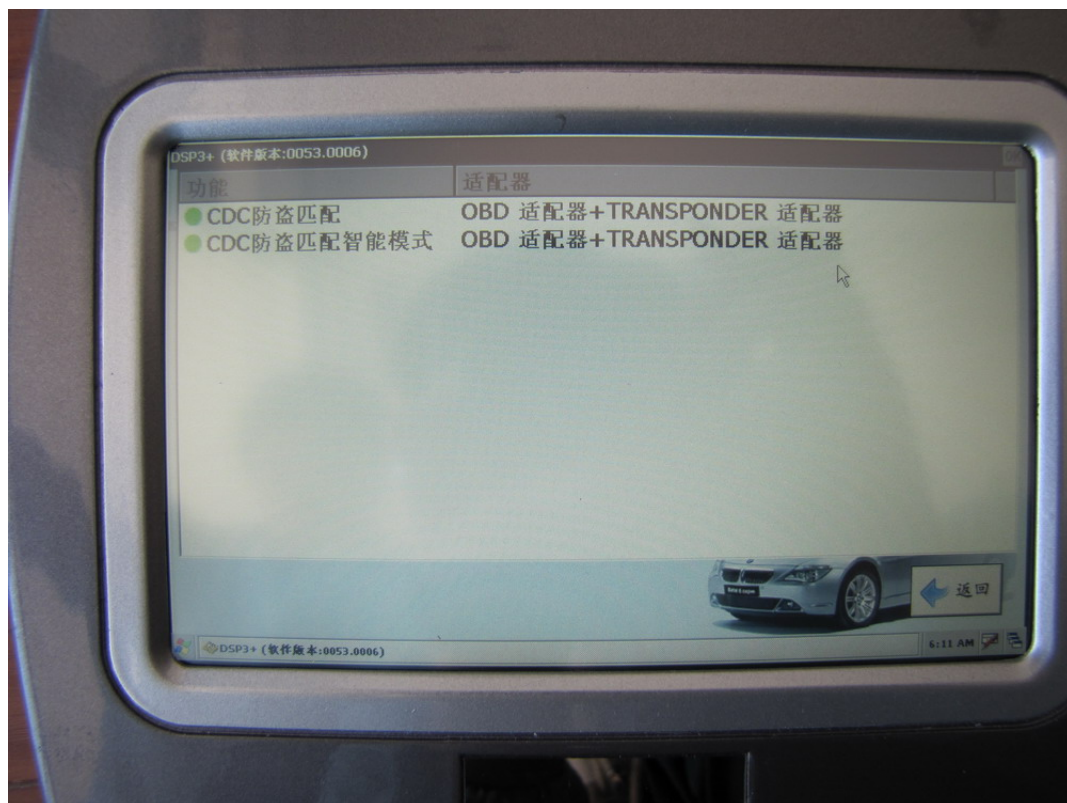 DSP3+ (软件版本:0053.0006)
OK
功能 适配器
CDC防盗匹配 OBD 适配器+TRANSPONDER 适配器
CDC防盗匹配智能模式 OBD 适配器+TRANSPONDER 适配器
返回
DSP3+ (软件版本:0053.0006) 6:11 AM